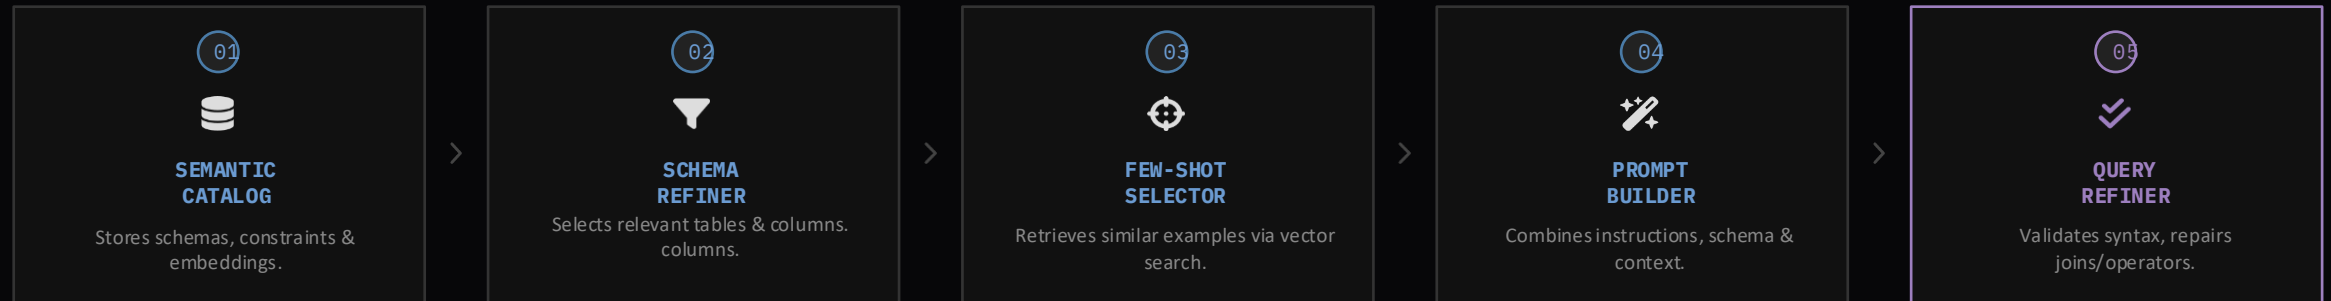 01
SEMANTIC
CATALOG
Stores schemas, constraints &
embeddings.
02
SCHEMA
REFINER
Selects relevant tables & columns.
columns.
03
FEW-SHOT
SELECTOR
Retrieves similar examples via vector
search.
04
PROMPT
BUILDER
Combines instructions, schema &
context.
05
QUERY
REFINER
Validates syntax, repairs
joins/operators.